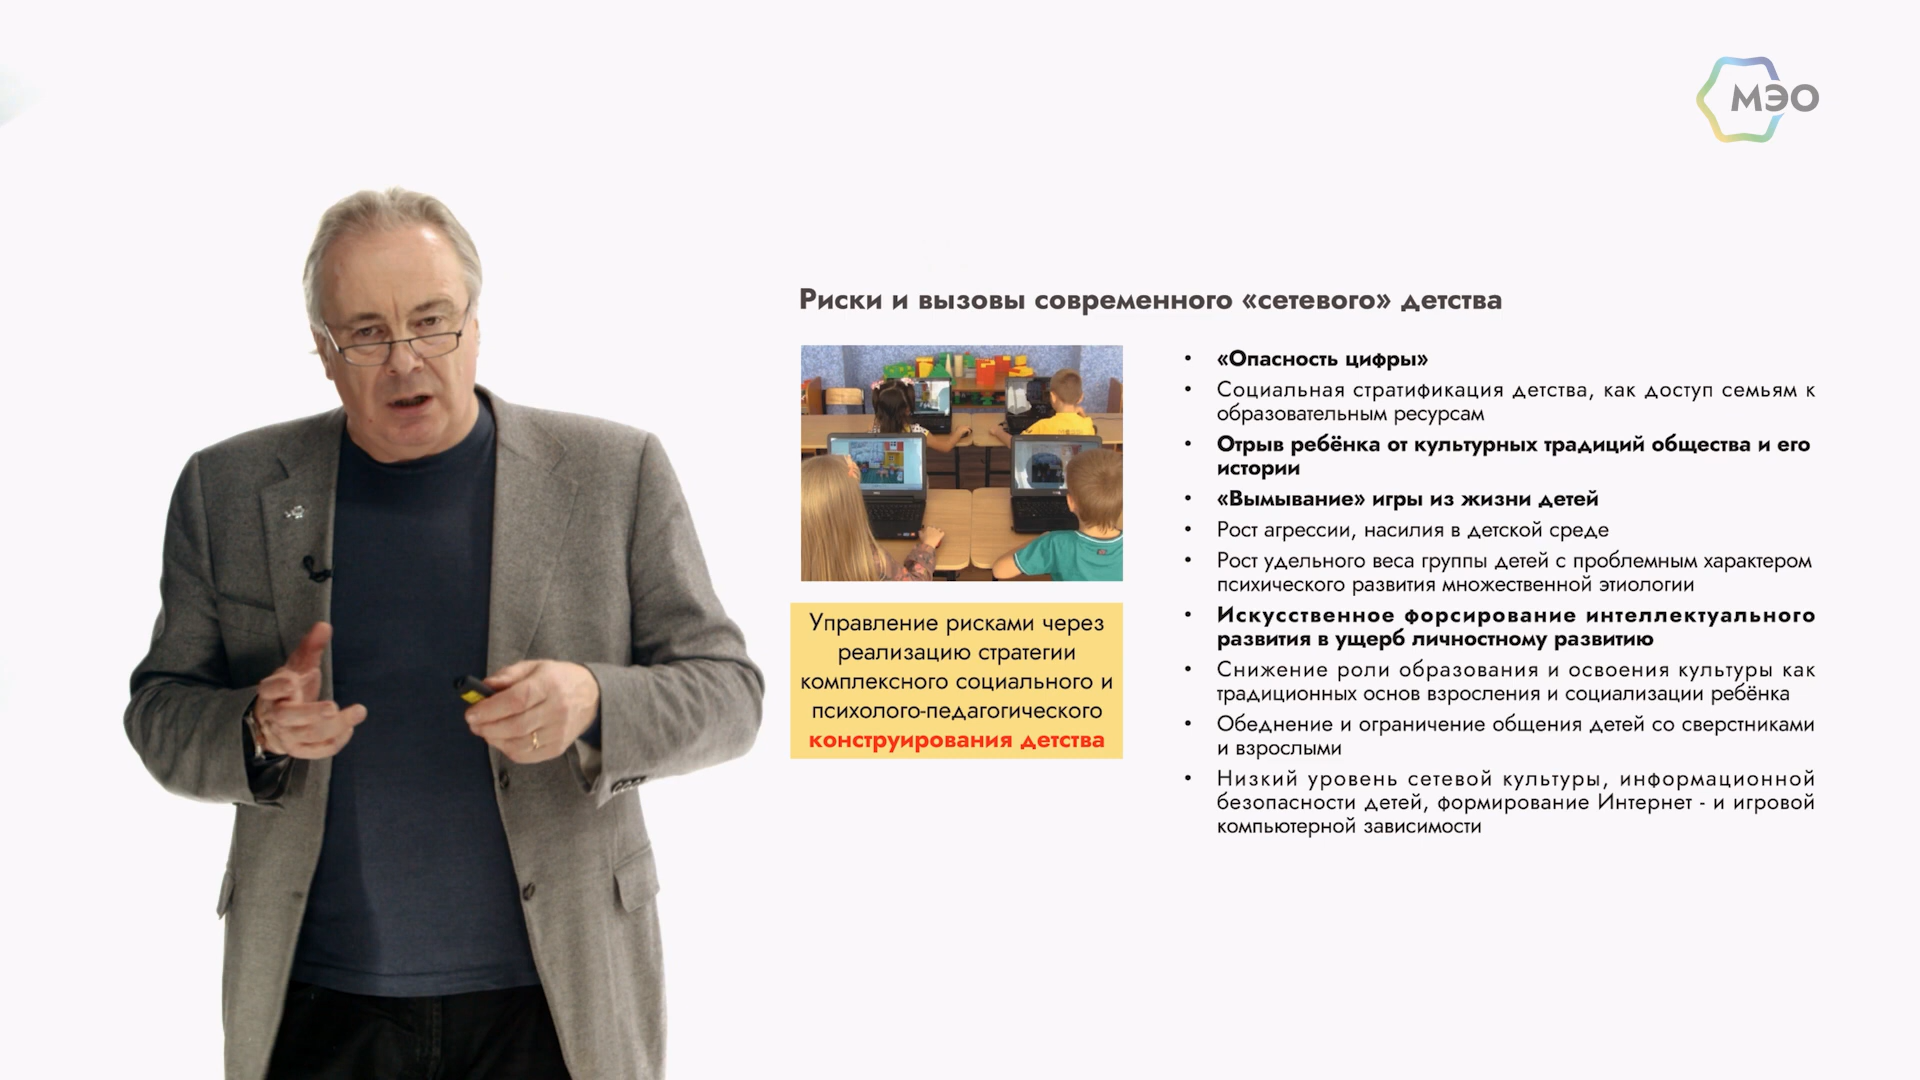 МЭО
Риски и вызовы современного «сетевого» детства
Управление рисками через
реализацию стратегии
комплексного социального и
психолого-педагогического
конструирования детства
• «Опасность цифры»
• Социальная стратификация детства, как доступ семьям к
образовательным ресурсам
• Отрыв ребёнка от культурных традиций общества и его
истории
• «Вымывание» игры из жизни детей
• Рост агрессии, насилия в детской среде
• Рост удельного веса группы детей с проблемным характером
психического развития множественной этиологии
• Искусственное форсирование интеллектуального
развития в ущерб личностному развитию
• Снижение роли образования и освоения культуры как
традиционных основ взросления и социализации ребёнка
• Обеднение и ограничение общения детей со сверстниками
и взрослыми
• Низкий уровень сетевой культуры, информационной
безопасности детей, формирование Интернет - и игровой
компьютерной зависимости